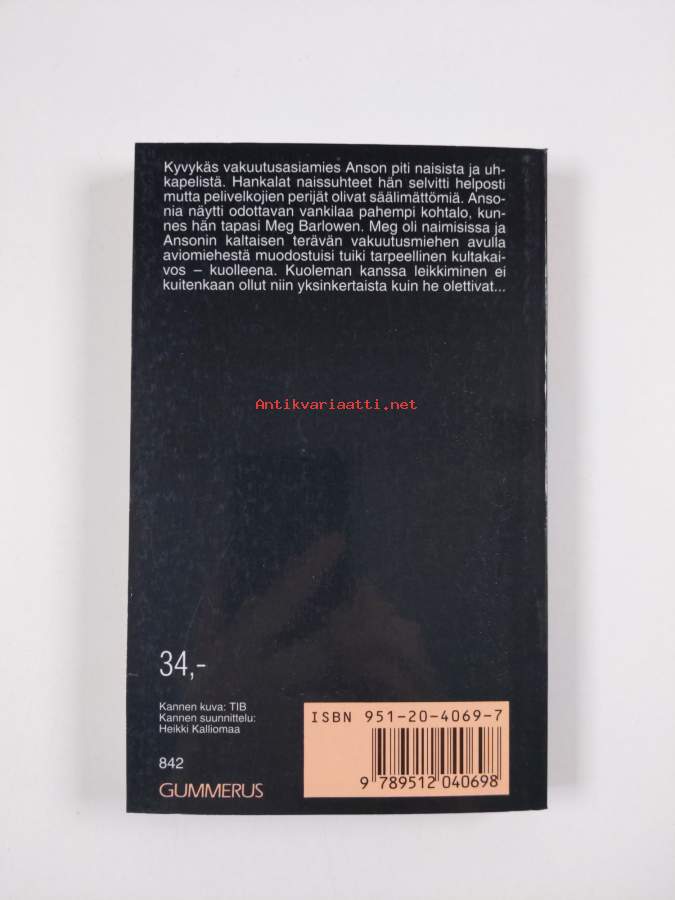 Kyvykäs vakuutusasiamies Anson piti naisista ja uh-
kapelistä. Hankalat naissuhteet hän selvitti helposti
mutta pelivelkojien perijät olivat säälimättömiä. Anso-
nia näytti odottavan vankilaa pahempi kohtalo, kun-
nes hän tapasi Meg Barlowen. Meg oli naimisissa ja
Ansonin kaltaisen terävän vakuutusmiehen avulla
aviomiehestä muodostuisi tuiki tarpeellinen kultakai-
vos – kuolleena. Kuoleman kanssa leikkiminen ei
kuitenkaan ollut niin yksinkertaista kuin he olettivat...
Antikvariaatti.net
34,-
Kannen kuva: TIB
Kannen suunnittelu:
Heikki Kalliomaa
842
GUMMERUS
ISBN 951-20-4069-7
9 789512 040698